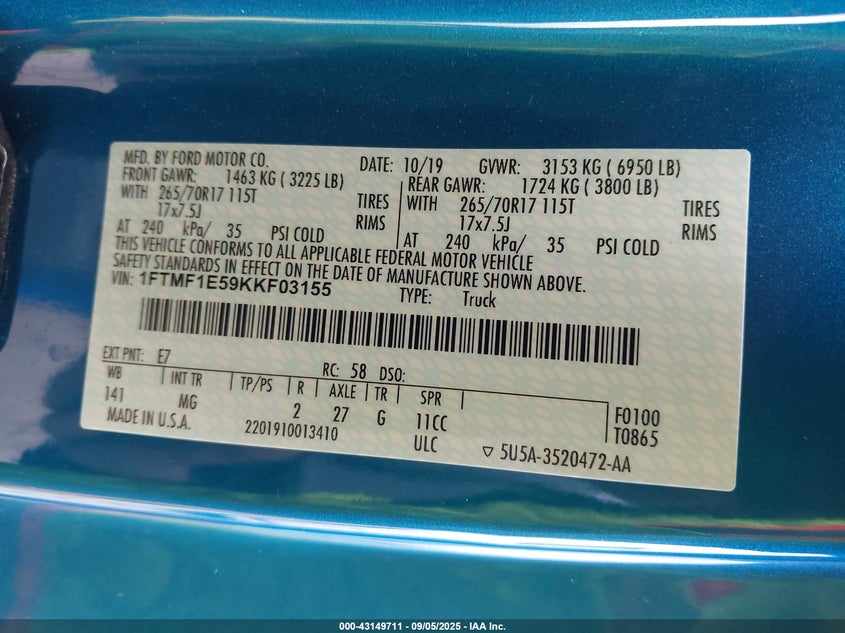 MFD. BY FORD MOTOR CO. DATE: 10/19 GVWR: 3153 KG ( 6950 LB)
FRONT GAWR: 1463 KG ( 3225 LB) REAR GAWR: 1724 KG ( 3800 LB)
WITH 265/70R17 115T TIRES WITH 265/70R17 115T TIRES
17x7.5J RIMS 17x7.5J RIMS
AT 240 kPa/ 35 PSI COLD AT 240 kPa/ 35 PSI COLD
THIS VEHICLE CONFORMS TO ALL APPLICABLE FEDERAL MOTOR VEHICLE
SAFETY STANDARDS IN EFFECT ON THE DATE OF MANUFACTURE SHOWN ABOVE.
VIN: 1FTMF1E59KKF03155 TYPE: Truck
EXT PNT: E7 RC: 58 DSO:
WB INT TR TP/PS R AXLE TR SPR
141 MG 2 27 G 11CC F0100
MADE IN U.S.A. 2201910013410 ULC T0865
▽ 5U5A-3520472-AA
000-43149711 - 09/05/2025 - IAA Inc.